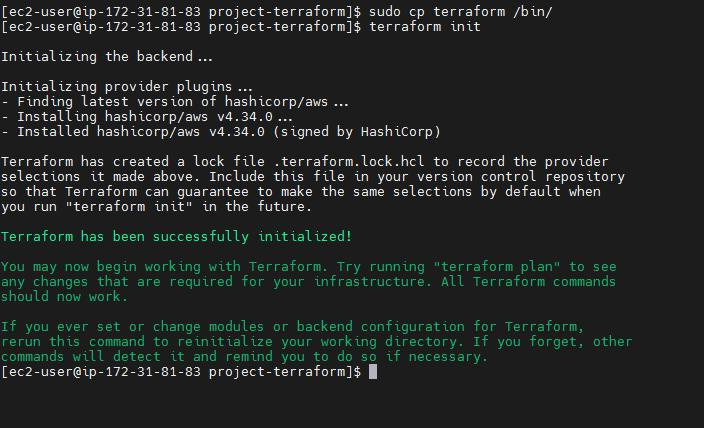 [ec2-user@ip-172-31-81-83 project-terraform]$ sudo cp terraform /bin/
[ec2-user@ip-172-31-81-83 project-terraform]$ terraform init
Initializing the backend...
Initializing provider plugins...
- Finding latest version of hashicorp/aws...
- Installing hashicorp/aws v4.34.0...
- Installed hashicorp/aws v4.34.0 (signed by HashiCorp)
Terraform has created a lock file .terraform.lock.hcl to record the provider
selections it made above. Include this file in your version control repository
so that Terraform can guarantee to make the same selections by default when
you run "terraform init" in the future.
Terraform has been successfully initialized!
You may now begin working with Terraform. Try running "terraform plan" to see
any changes that are required for your infrastructure. All Terraform commands
should now work.
If you ever set or change modules or backend configuration for Terraform,
rerun this command to reinitialize your working directory. If you forget, other
commands will detect it and remind you to do so if necessary.
[ec2-user@ip-172-31-81-83 project-terraform]$